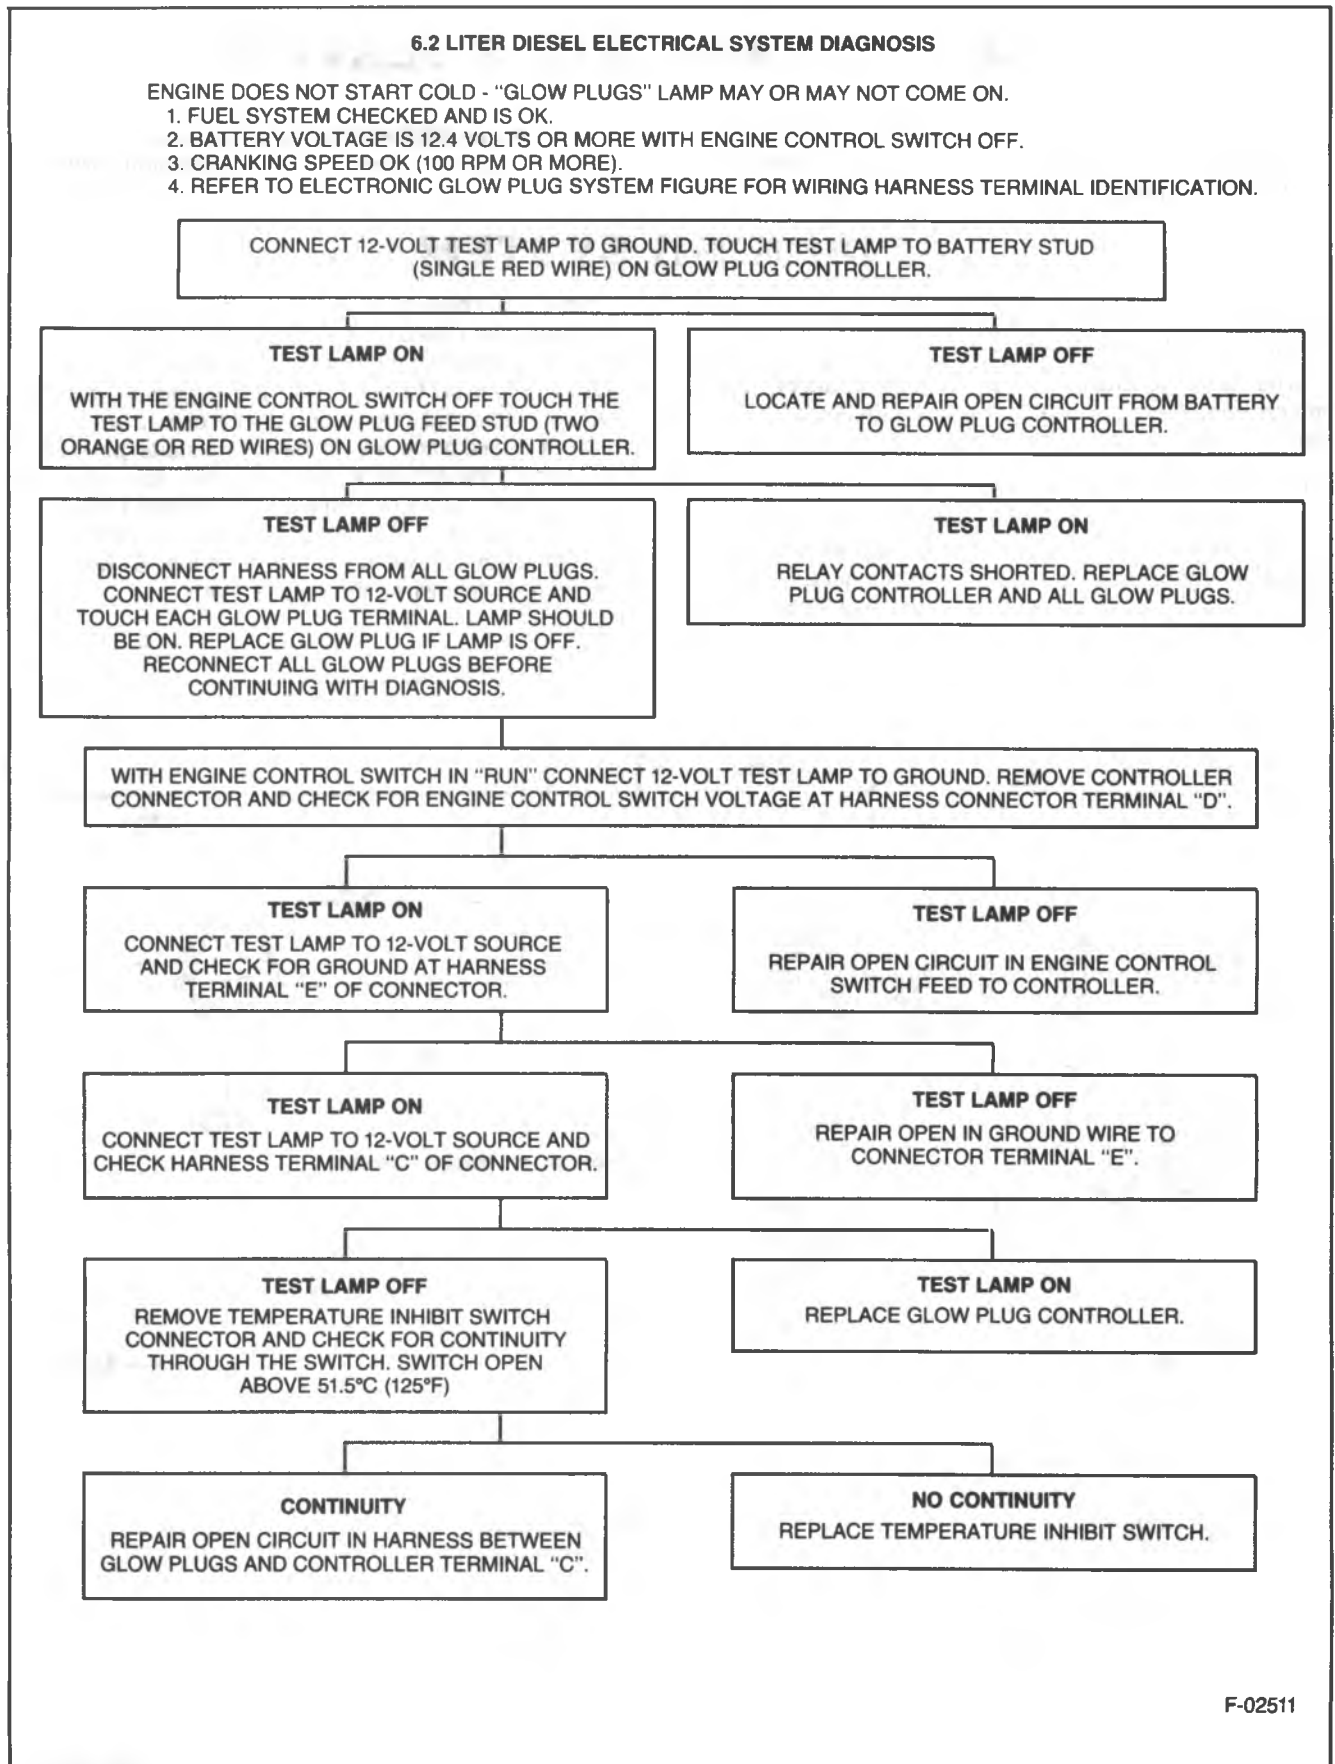 6.2 LITER DIESEL ELECTRICAL SYSTEM DIAGNOSIS
ENGINE DOES NOT START COLD - "GLOW PLUGS" LAMP MAY OR MAY NOT COME ON.
1. FUEL SYSTEM CHECKED AND IS OK.
2. BATTERY VOLTAGE IS 12.4 VOLTS OR MORE WITH ENGINE CONTROL SWITCH OFF.
3. CRANKING SPEED OK (100 RPM OR MORE).
4. REFER TO ELECTRONIC GLOW PLUG SYSTEM FIGURE FOR WIRING HARNESS TERMINAL IDENTIFICATION.
CONNECT 12-VOLT TEST LAMP TO GROUND. TOUCH TEST LAMP TO BATTERY STUD
(SINGLE RED WIRE) ON GLOW PLUG CONTROLLER.
TEST LAMP ON
WITH THE ENGINE CONTROL SWITCH OFF TOUCH THE
TEST LAMP TO THE GLOW PLUG FEED STUD (TWO
ORANGE OR RED WIRES) ON GLOW PLUG CONTROLLER.
TEST LAMP OFF
LOCATE AND REPAIR OPEN CIRCUIT FROM BATTERY
TO GLOW PLUG CONTROLLER.
TEST LAMP OFF
DISCONNECT HARNESS FROM ALL GLOW PLUGS.
CONNECT TEST LAMP TO 12-VOLT SOURCE AND
TOUCH EACH GLOW PLUG TERMINAL. LAMP SHOULD
BE ON. REPLACE GLOW PLUG IF LAMP IS OFF.
RECONNECT ALL GLOW PLUGS BEFORE
CONTINUING WITH DIAGNOSIS.
TEST LAMP ON
RELAY CONTACTS SHORTED. REPLACE GLOW
PLUG CONTROLLER AND ALL GLOW PLUGS.
WITH ENGINE CONTROL SWITCH IN "RUN" CONNECT 12-VOLT TEST LAMP TO GROUND. REMOVE CONTROLLER
CONNECTOR AND CHECK FOR ENGINE CONTROL SWITCH VOLTAGE AT HARNESS CONNECTOR TERMINAL "D".
TEST LAMP ON
CONNECT TEST LAMP TO 12-VOLT SOURCE
AND CHECK FOR GROUND AT HARNESS
TERMINAL "E" OF CONNECTOR.
TEST LAMP OFF
REPAIR OPEN CIRCUIT IN ENGINE CONTROL
SWITCH FEED TO CONTROLLER.
TEST LAMP ON
CONNECT TEST LAMP TO 12-VOLT SOURCE AND
CHECK HARNESS TERMINAL "C" OF CONNECTOR.
TEST LAMP OFF
REPAIR OPEN IN GROUND WIRE TO
CONNECTOR TERMINAL "E".
TEST LAMP OFF
REMOVE TEMPERATURE INHIBIT SWITCH
CONNECTOR AND CHECK FOR CONTINUITY
THROUGH THE SWITCH. SWITCH OPEN
ABOVE 51.5°C (125°F)
TEST LAMP ON
REPLACE GLOW PLUG CONTROLLER.
CONTINUITY
REPAIR OPEN CIRCUIT IN HARNESS BETWEEN
GLOW PLUGS AND CONTROLLER TERMINAL "C".
NO CONTINUITY
REPLACE TEMPERATURE INHIBIT SWITCH.
F-02511